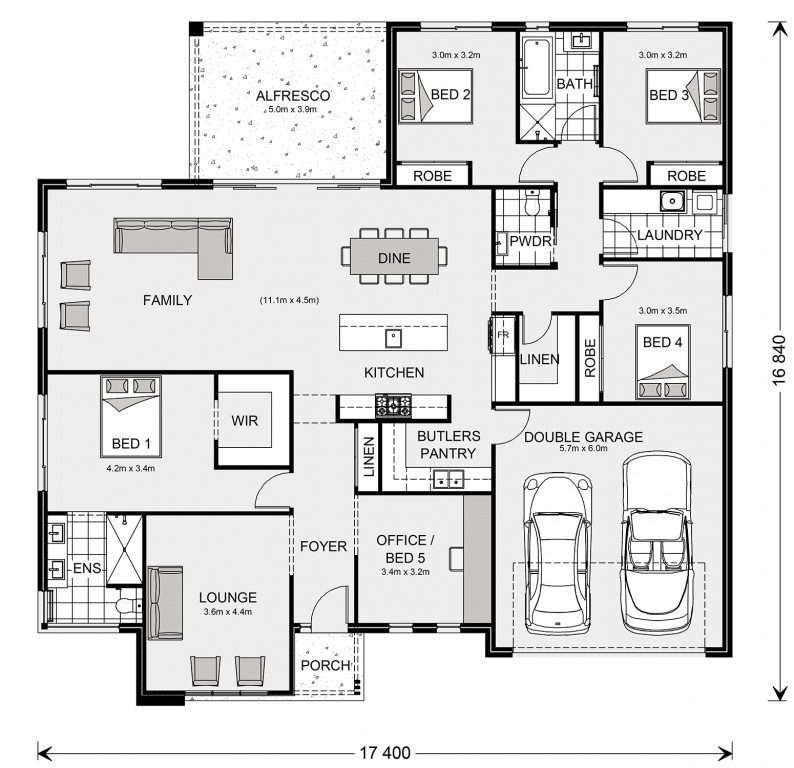 3.0m x 3.2m
BED 2
ROBE
BATH
3.0m x 3.2m
BED 3
ROBE
ALFRESCO
5.0m x 3.9m
PWDR
LAUNDRY
DINE
FAMILY
(11.1m x 4.5m)
KITCHEN
FR
LINEN
ROBE
3.0m x 3.5m
BED 4
16 840
BED 1
4.2m x 3.4m
WIR
LINEN
BUTLERS
PANTRY
DOUBLE GARAGE
5.7m x 6.0m
ENS
LOUNGE
3.6m x 4.4m
FOYER
OFFICE /
BED 5
3.4m x 3.2m
PORCH
17 400